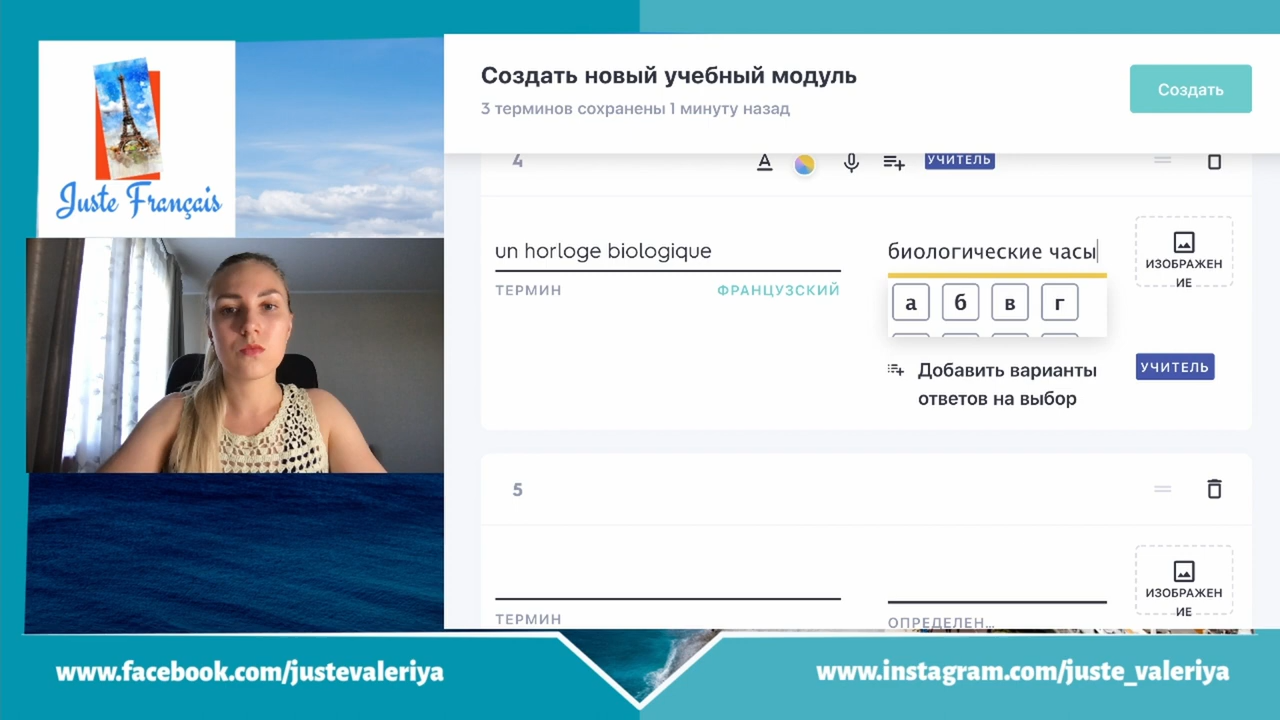 Juste Français
Создать новый учебный модуль
3 терминов сохранены 1 минуту назад
Создать
4
A
УЧИТЕЛЬ
un horloge biologique
биологические часы
ТЕРМИН
ФРАНЦУЗСКИЙ
ИЗОБРАЖЕН
ИЕ
а б в г
Добавить варианты
ответов на выбор
УЧИТЕЛЬ
5
ТЕРМИН
ОПРЕДЕЛЕН...
ИЗОБРАЖЕН
ИЕ
www.facebook.com/justevaleriya
www.instagram.com/juste_valeriya